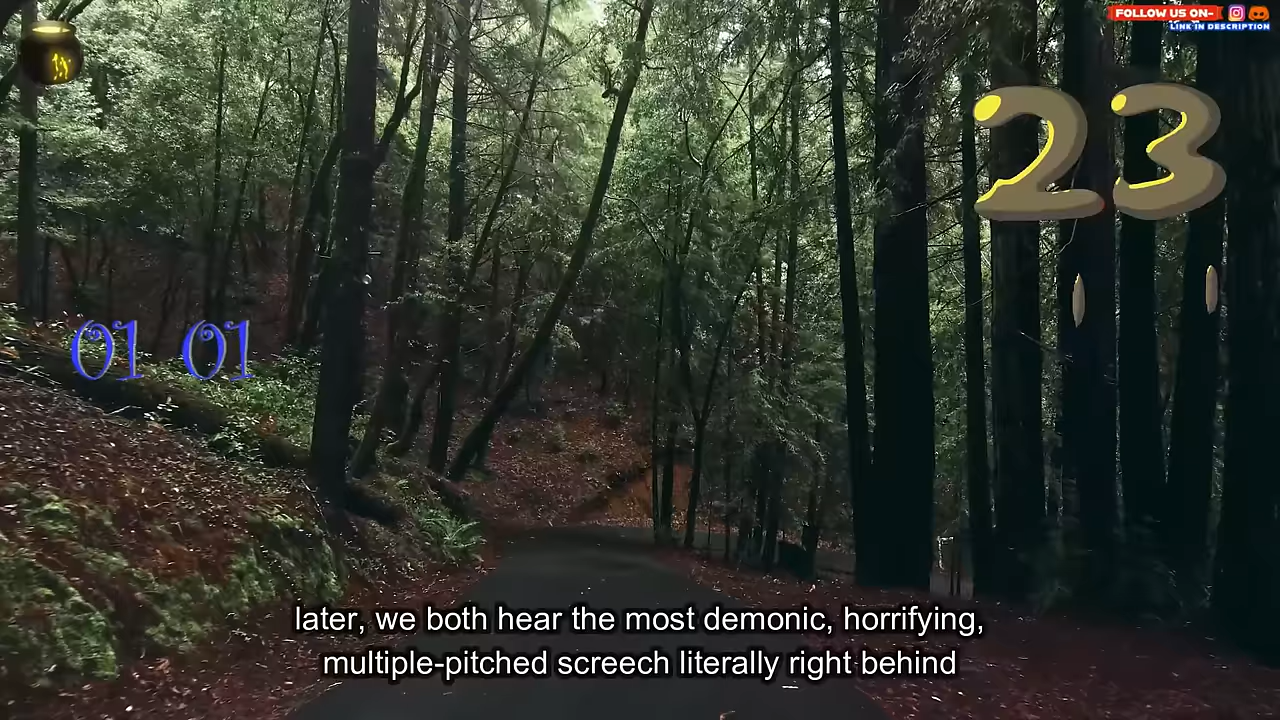 FOLLOW US ON-
LINK IN DESCRIPTION
23
01 01
later, we both hear the most demonic, horrifying,
multiple-pitched screech literally right behind